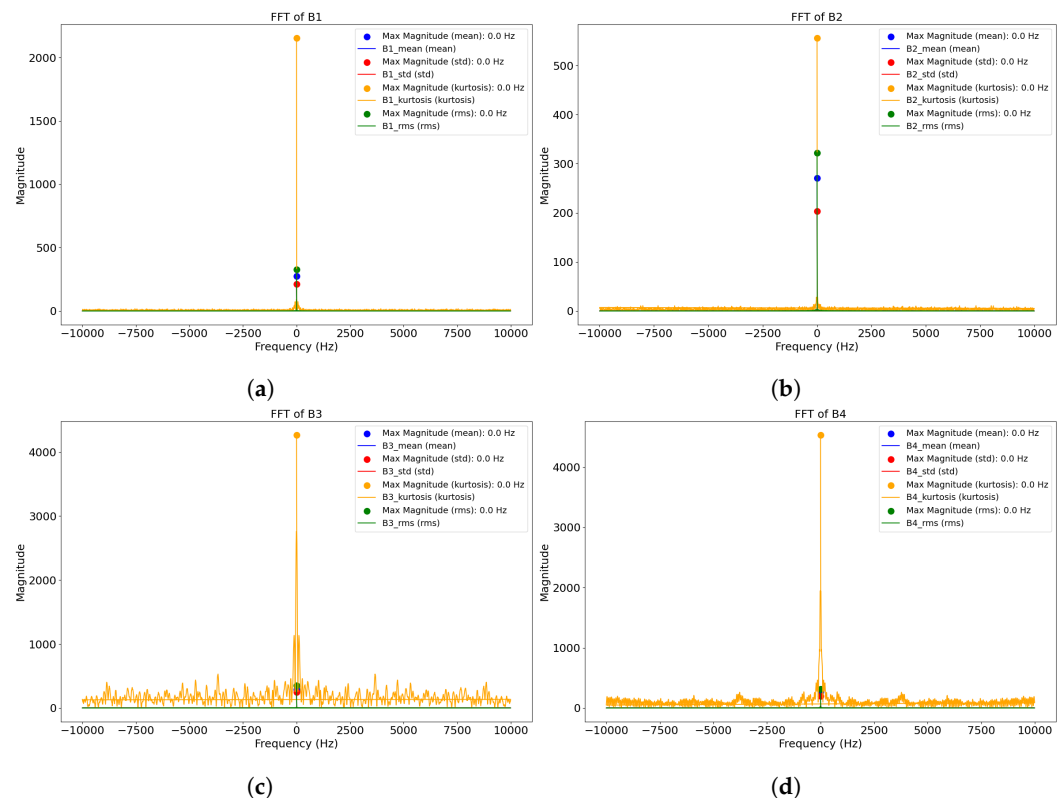 FFT of B1
Max Magnitude (mean): 0.0 Hz
B1_mean (mean)
Max Magnitude (std): 0.0 Hz
B1_std (std)
Max Magnitude (kurtosis): 0.0 Hz
B1_kurtosis (kurtosis)
Max Magnitude (rms): 0.0 Hz
B1_rms (rms)
2000
1500
1000
500
0
Magnitude
−10000 −7500 −5000 −2500 0 2500 5000 7500 10000
Frequency (Hz)
(a)
FFT of B2
Max Magnitude (mean): 0.0 Hz
B2_mean (mean)
Max Magnitude (std): 0.0 Hz
B2_std (std)
Max Magnitude (kurtosis): 0.0 Hz
B2_kurtosis (kurtosis)
Max Magnitude (rms): 0.0 Hz
B2_rms (rms)
500
400
300
200
100
0
Magnitude
−10000 −7500 −5000 −2500 0 2500 5000 7500 10000
Frequency (Hz)
(b)
FFT of B3
Max Magnitude (mean): 0.0 Hz
B3_mean (mean)
Max Magnitude (std): 0.0 Hz
B3_std (std)
Max Magnitude (kurtosis): 0.0 Hz
B3_kurtosis (kurtosis)
Max Magnitude (rms): 0.0 Hz
B3_rms (rms)
4000
3000
2000
1000
0
Magnitude
−10000 −7500 −5000 −2500 0 2500 5000 7500 10000
Frequency (Hz)
(c)
FFT of B4
Max Magnitude (mean): 0.0 Hz
B4_mean (mean)
Max Magnitude (std): 0.0 Hz
B4_std (std)
Max Magnitude (kurtosis): 0.0 Hz
B4_kurtosis (kurtosis)
Max Magnitude (rms): 0.0 Hz
B4_rms (rms)
4000
3000
2000
1000
0
Magnitude
−10000 −7500 −5000 −2500 0 2500 5000 7500 10000
Frequency (Hz)
(d)